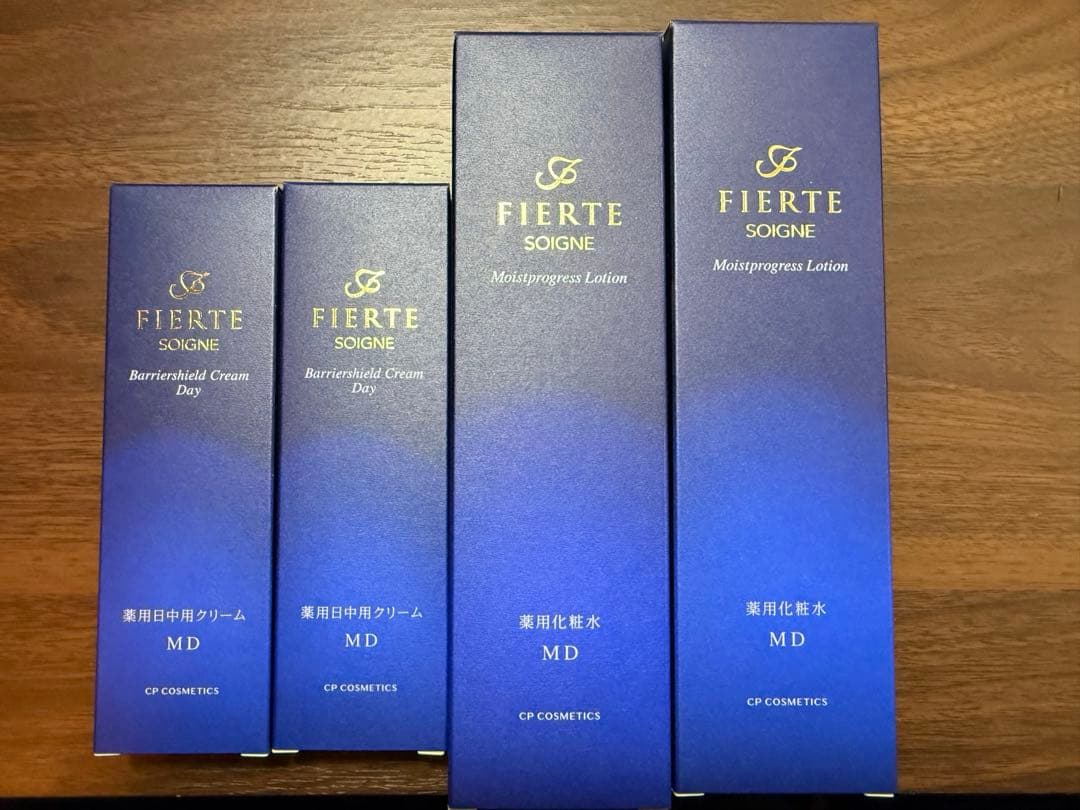 FIERTE
SOIGNE
Barriershield Cream
Day
薬用日中用クリーム
MD
CP COSMETICS
FIERTE
SOIGNE
Barriershield Cream
Day
薬用日中用クリーム
MD
CP COSMETICS
FIERTE
SOIGNE
Moistprogress Lotion
薬用化粧水
MD
CP COSMETICS
FIERTE
SOIGNE
Moistprogress Lotion
薬用化粧水
MD
CP COSMETICS